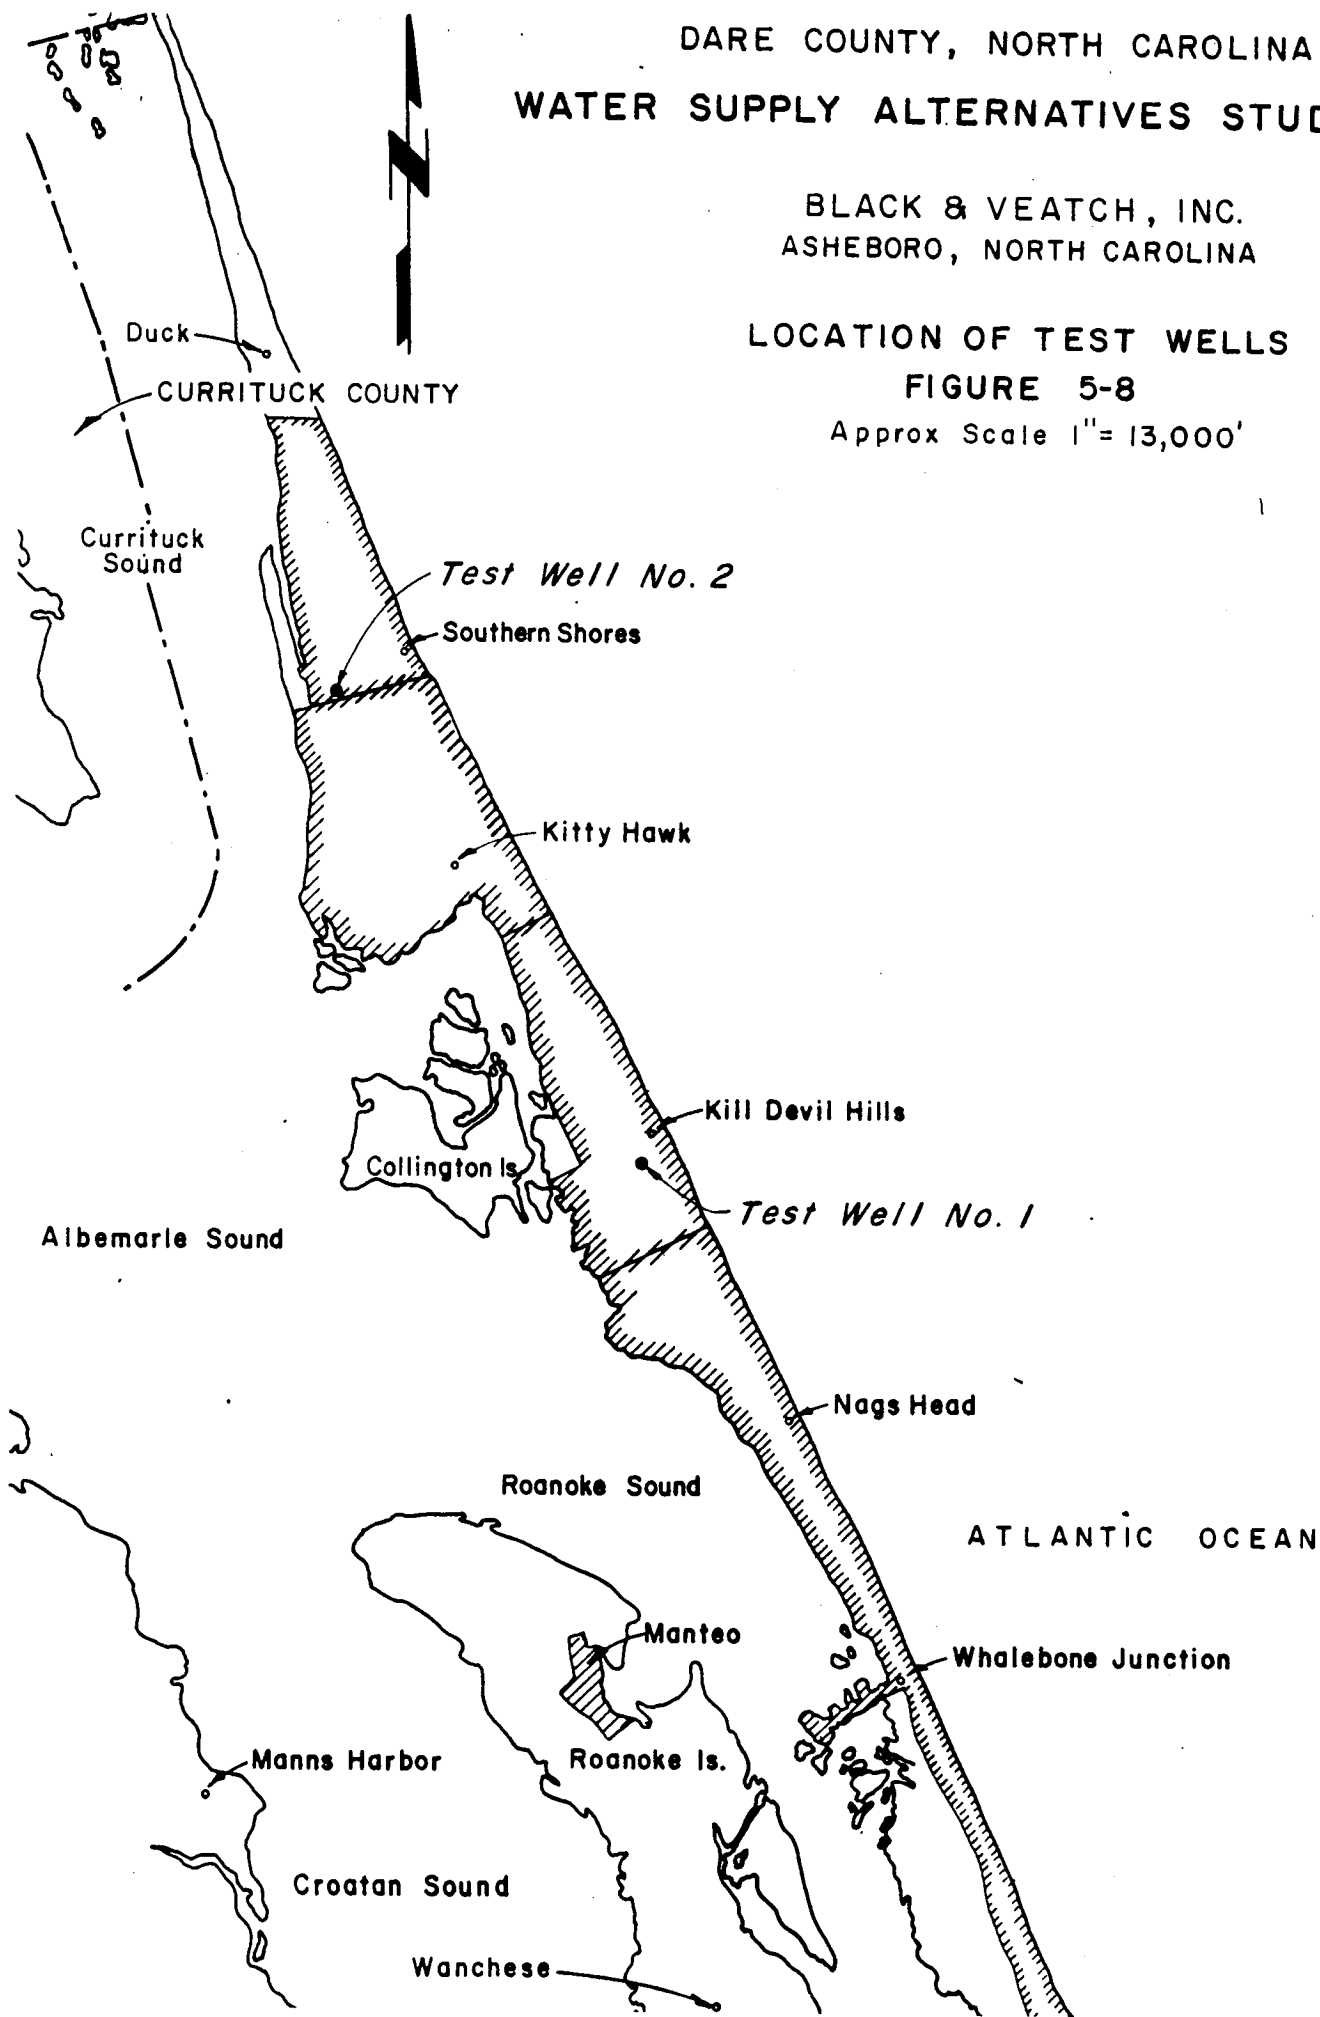 DARE COUNTY, NORTH CAROLINA
WATER SUPPLY ALTERNATIVES STUD
BLACK & VEATCH, INC.
ASHEBORO, NORTH CAROLINA
LOCATION OF TEST WELLS
FIGURE 5-8
Approx Scale 1"= 13,000'
N
Duck
CURRITUCK COUNTY
Currituck
Sound
Test Well No. 2
Southern Shores
Kitty Hawk
Kill Devil Hills
Collington Is.
Test Well No. 1
Albemarle Sound
Nags Head
Roanoke Sound
ATLANTIC OCEAN
Manteo
Whalebone Junction
Manns Harbor
Roanoke Is.
Croatan Sound
Wanchese